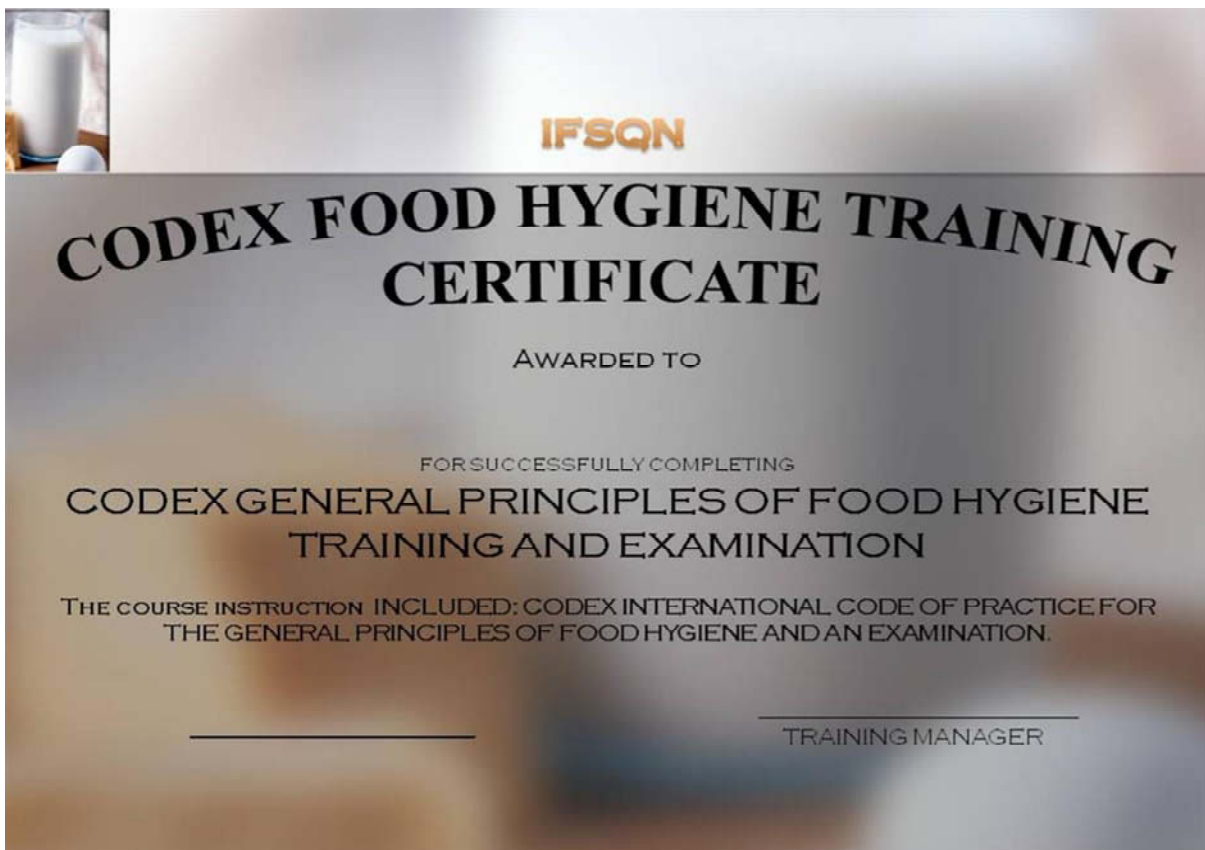 IFSQN
CODEX FOOD HYGIENE TRAINING
CERTIFICATE
AWARDED TO
FOR SUCCESSFULLY COMPLETING
CODEX GENERAL PRINCIPLES OF FOOD HYGIENE
TRAINING AND EXAMINATION
THE COURSE INSTRUCTION INCLUDED: CODEX INTERNATIONAL CODE OF PRACTICE FOR
THE GENERAL PRINCIPLES OF FOOD HYGIENE AND AN EXAMINATION.
TRAINING MANAGER